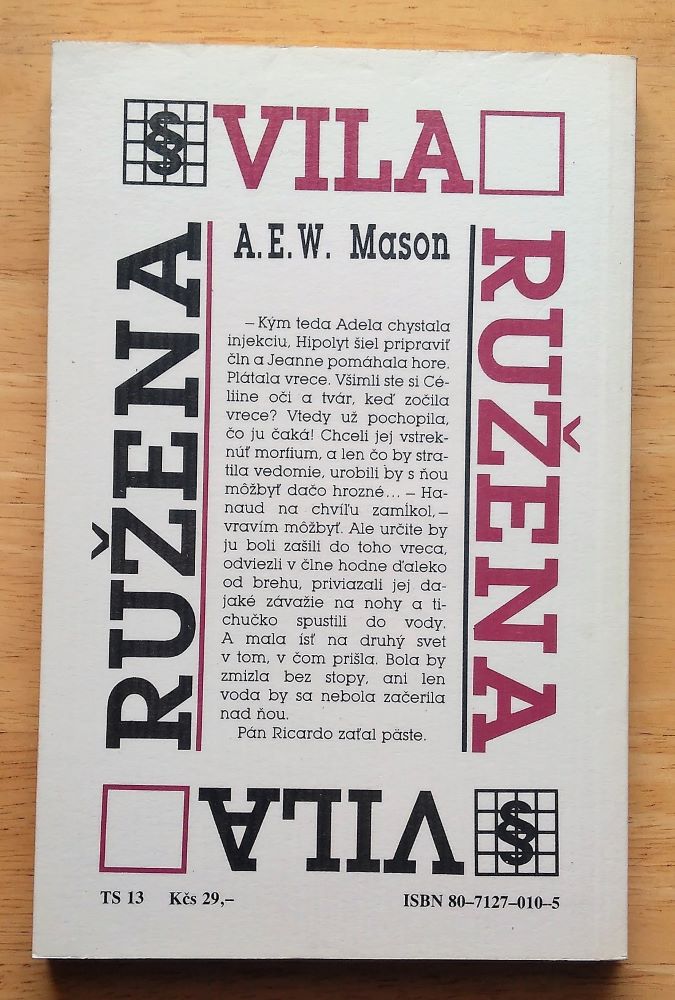 § VILA
RUŽENA
RUŽENA
A. E. W. Mason
– Kým teda Adela chystala
injekciu, Hipolyt šiel pripraviť
čln a Jeanne pomáhala hore.
Plátala vrece. Všimli ste si Cé-
liine oči a tvár, keď zočila
vrece? Vtedy už pochopila,
čo ju čaká! Chceli jej vstrek-
núť morfium, a len čo by stra-
tila vedomie, urobili by s ňou
môžbyť dačo hrozné... – Ha-
naud na chvíľu zamĺkol,–
vravím môžbyť. Ale určite by
ju boli zašili do toho vreca,
odviezli v člne hodne ďaleko
od brehu, priviazali jej da-
jaké závažie na nohy a ti-
chučko spustili do vody.
A mala ísť na druhý svet
v tom, v čom prišla. Bola by
zmizla bez stopy, ani len
voda by sa nebola začerila
nad ňou.
Pán Ricardo zaťal päste.
VILA §
TS 13 Kčs 29,–
ISBN 80–7127–010–5